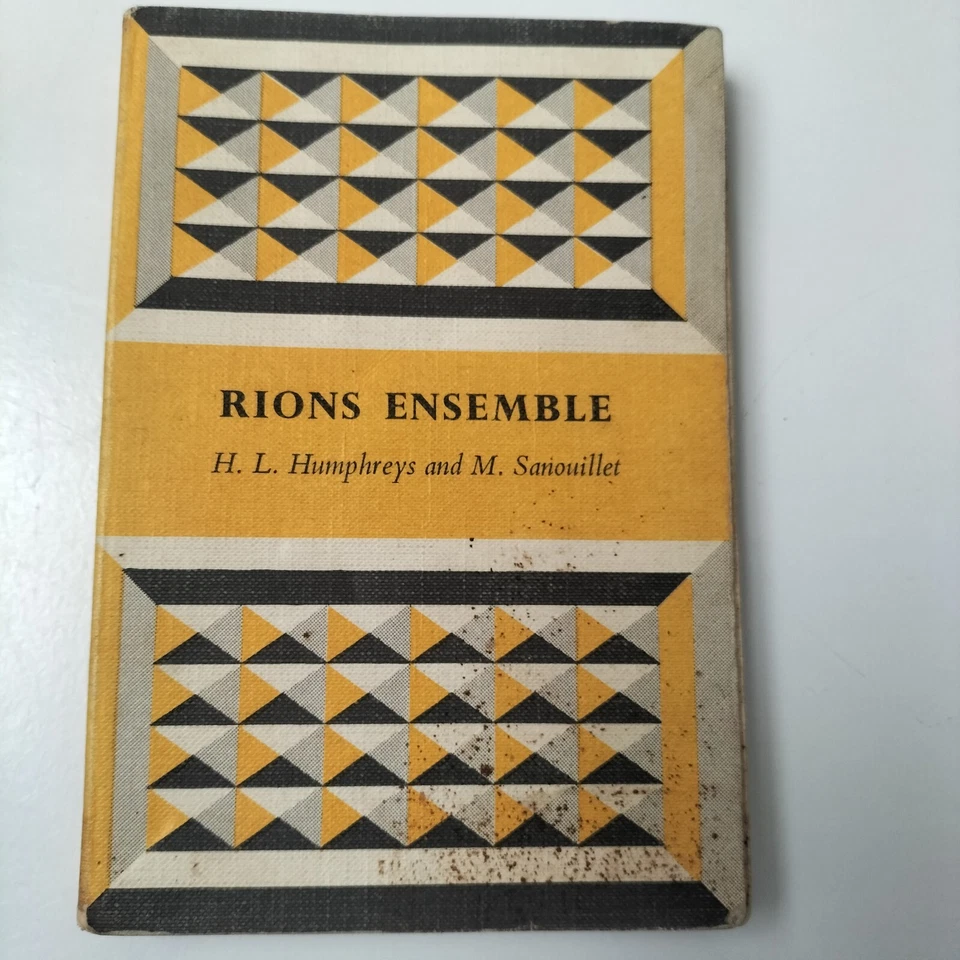 RIONS ENSEMBLE
H. L. Humphreys and M. Sanouillet